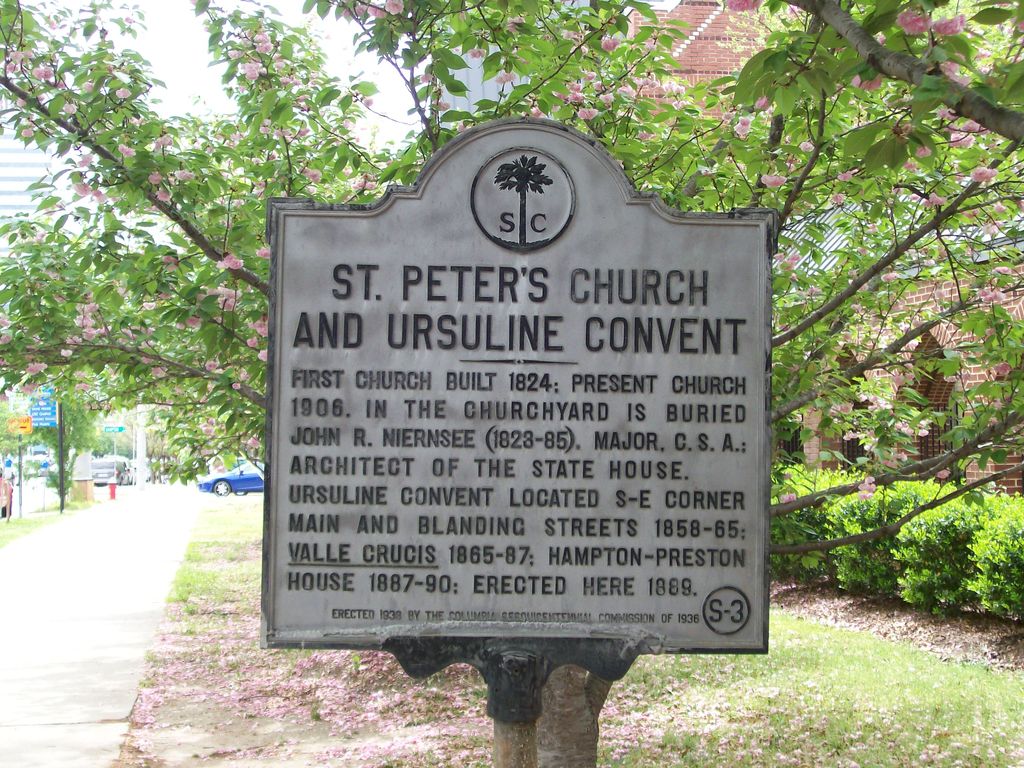 S C
ST. PETER'S CHURCH
AND URSULINE CONVENT
FIRST CHURCH BUILT 1824; PRESENT CHURCH
1906. IN THE CHURCHYARD IS BURIED
JOHN R. NIERNSEE (1823-85), MAJOR, C. S. A.;
ARCHITECT OF THE STATE HOUSE.
URSULINE CONVENT LOCATED S-E CORNER
MAIN AND BLANDING STREETS 1858-65;
VALLE CRUCIS 1865-87; HAMPTON-PRESTON
HOUSE 1887-90; ERECTED HERE 1889.
ERECTED 1938 BY THE COLUMBIA SESQUICENTENNIAL COMMISSION OF 1936
S-3